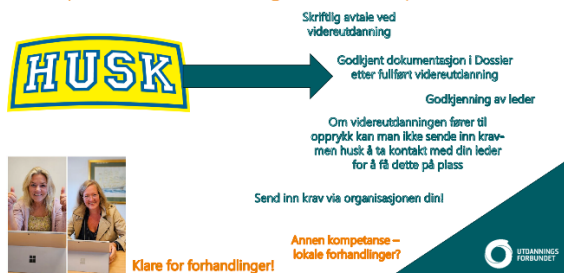 HUSK
Skriftlig avtale ved
videreutdanning
Godkjent dokumentasjon i Dossier
etter fullført videreutdanning
Godkjenning av leder
Om videreutdanningen fører til
opprykk kan man ikke sende inn krav-
men husk å ta kontakt med din leder
for å få dette på plass
Send inn krav via organisasjonen din!
Annen kompetanse –
lokale forhandlinger?
Klare for forhandlinger!
UTDANNINGS
FORBUNDET